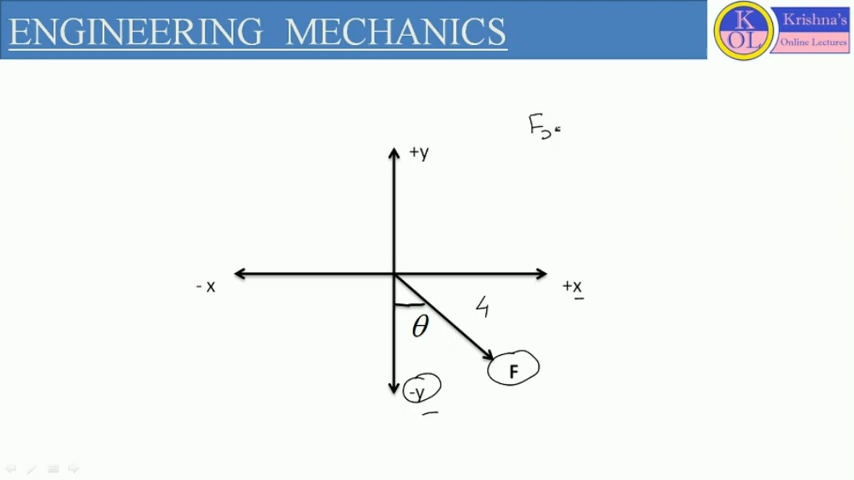 ENGINEERING MECHANICS
K
OL
Krishna's
Online Lectures
F
+y
- x
+x
4
θ
F
-y